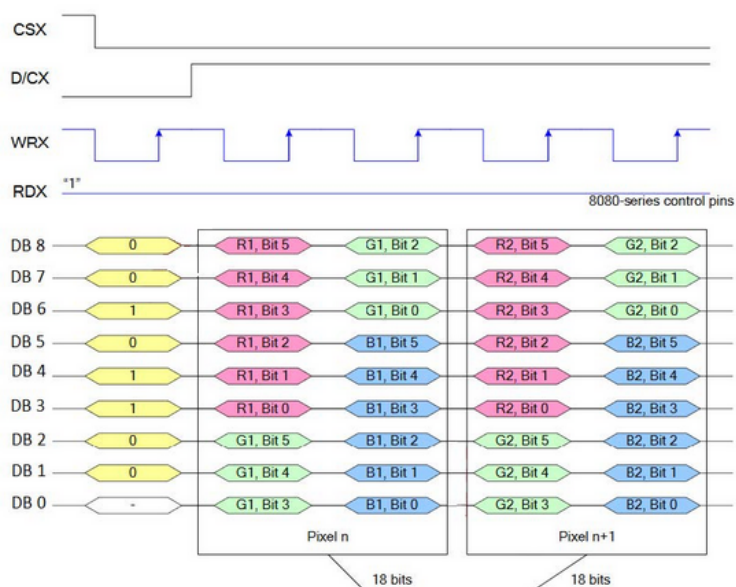 CSX
D/CX
WRX
RDX "1"
8080-series control pins
DB 8 0 R1, Bit 5 G1, Bit 2 R2, Bit 5 G2, Bit 2
DB 7 0 R1, Bit 4 G1, Bit 1 R2, Bit 4 G2, Bit 1
DB 6 1 R1, Bit 3 G1, Bit 0 R2, Bit 3 G2, Bit 0
DB 5 0 R1, Bit 2 B1, Bit 5 R2, Bit 2 B2, Bit 5
DB 4 1 R1, Bit 1 B1, Bit 4 R2, Bit 1 B2, Bit 4
DB 3 1 R1, Bit 0 B1, Bit 3 R2, Bit 0 B2, Bit 3
DB 2 0 G1, Bit 5 B1, Bit 2 G2, Bit 5 B2, Bit 2
DB 1 0 G1, Bit 4 B1, Bit 1 G2, Bit 4 B2, Bit 1
DB 0 - G1, Bit 3 B1, Bit 0 G2, Bit 3 B2, Bit 0
Pixel n Pixel n+1
18 bits 18 bits